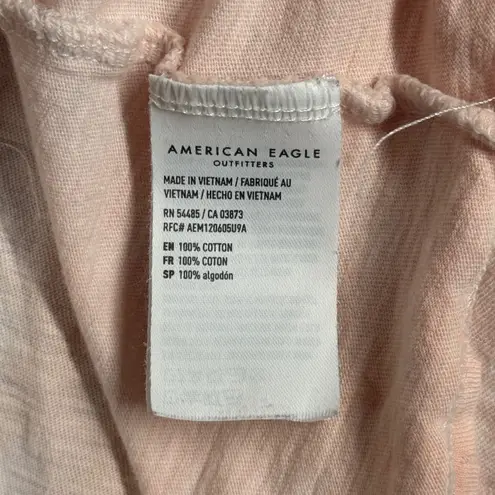 AMERICAN EAGLE
OUTFITTERS
MADE IN VIETNAM / FABRIQUÉ AU
VIETNAM / HECHO EN VIETNAM
RN 54485 / CA 03873
RFC# AEM120605U9A
EN 100% COTTON
FR 100% COTON
SP 100% algodón